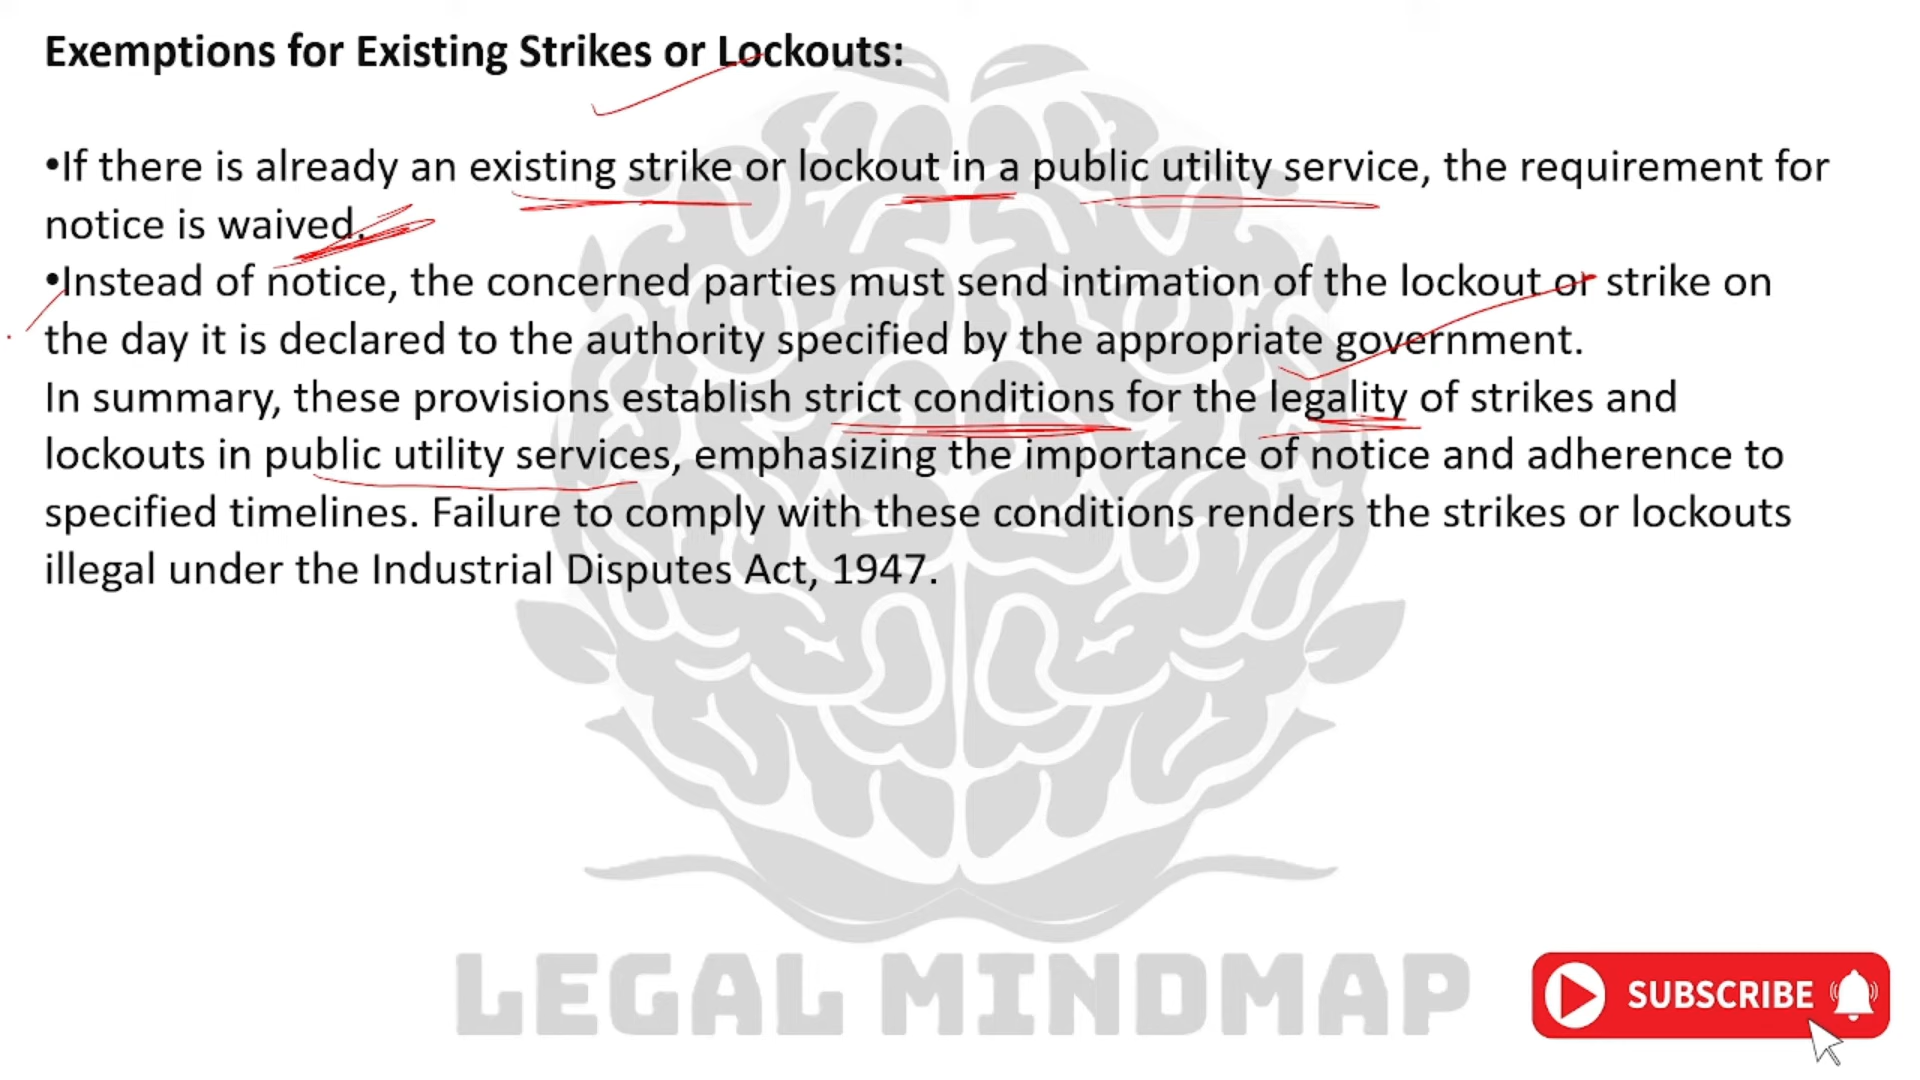 Exemptions for Existing Strikes or Lockouts:
•If there is already an existing strike or lockout in a public utility service, the requirement for
notice is waived.
•Instead of notice, the concerned parties must send intimation of the lockout or strike on
the day it is declared to the authority specified by the appropriate government.
In summary, these provisions establish strict conditions for the legality of strikes and
lockouts in public utility services, emphasizing the importance of notice and adherence to
specified timelines. Failure to comply with these conditions renders the strikes or lockouts
illegal under the Industrial Disputes Act, 1947.
LEGAL MINDMAP
SUBSCRIBE